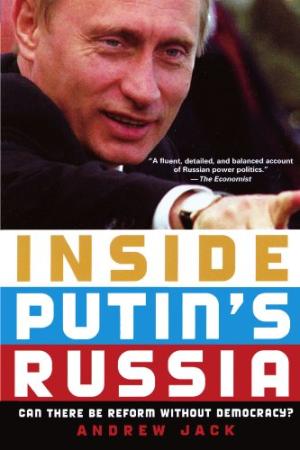 "A fluent, detailed, and balanced account
of Russian power politics."
—The Economist
INSIDE
PUTIN'S
RUSSIA
CAN THERE BE REFORM WITHOUT DEMOCRACY?
ANDREW JACK